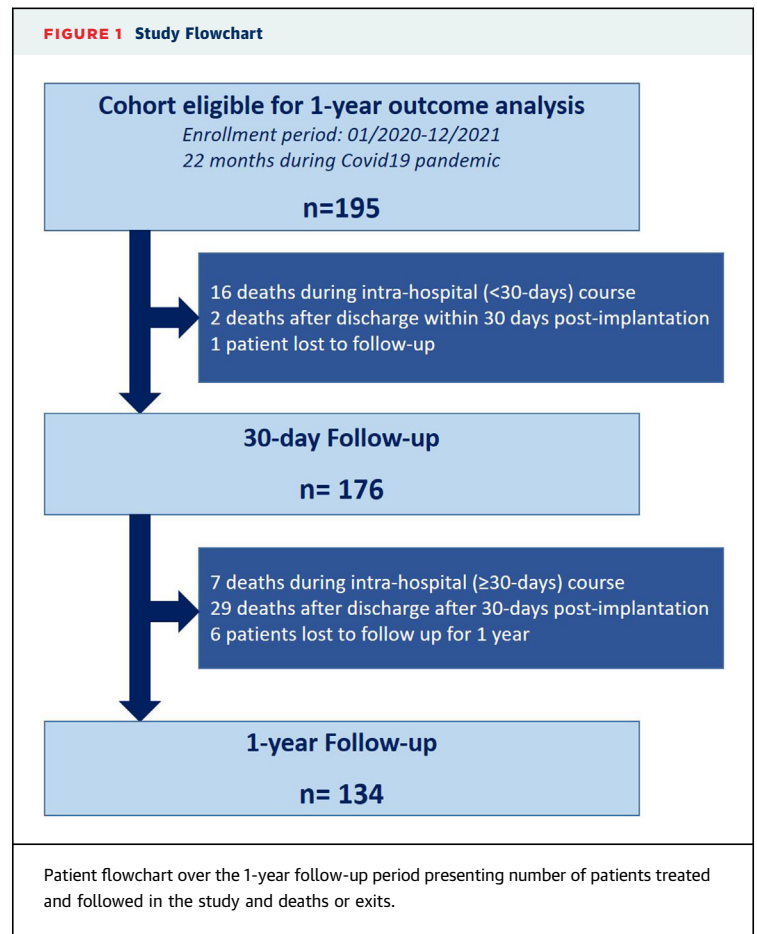 FIGURE 1 Study Flowchart
Cohort eligible for 1-year outcome analysis
Enrollment period: 01/2020-12/2021
22 months during Covid19 pandemic
n=195
16 deaths during intra-hospital (<30-days) course
2 deaths after discharge within 30 days post-implantation
1 patient lost to follow-up
30-day Follow-up
n= 176
7 deaths during intra-hospital (≥30-days) course
29 deaths after discharge after 30-days post-implantation
6 patients lost to follow up for 1 year
1-year Follow-up
n= 134
Patient flowchart over the 1-year follow-up period presenting number of patients treated
and followed in the study and deaths or exits.